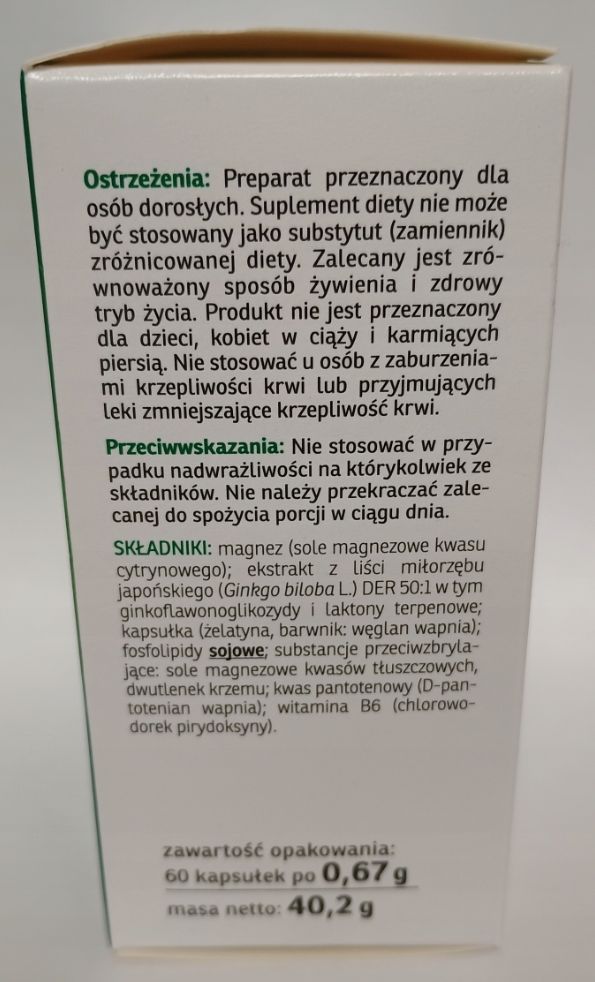 Ostrzeżenia: Preparat przeznaczony dla
osób dorosłych. Suplement diety nie może
być stosowany jako substytut (zamiennik)
zróżnicowanej diety. Zalecany jest zró-
wnoważony sposób żywienia i zdrowy
tryb życia. Produkt nie jest przeznaczony
dla dzieci, kobiet w ciąży i karmiących
piersią. Nie stosować u osób z zaburzenia-
mi krzepliwości krwi lub przyjmujących
leki zmniejszające krzepliwość krwi.
Przeciwwskazania: Nie stosować w przy-
padku nadwrażliwości na którykolwiek ze
składników. Nie należy przekraczać zale-
canej do spożycia porcji w ciągu dnia.
SKŁADNIKI: magnez (sole magnezowe kwasu
cytrynowego); ekstrakt z liści miłorzębu
japońskiego (Ginkgo biloba L.) DER 50:1 w tym
ginkoflawonoglikozydy i laktony terpenowe;
kapsułka (żelatyna, barwnik: węglan wapnia);
fosfolipidy sojowe; substancje przeciwzbryla-
jące: sole magnezowe kwasów tłuszczowych,
dwutlenek krzemu; kwas pantotenowy (D-pan-
totenian wapnia); witamina B6 (chlorowo-
dorek pirydoksyny).
zawartość opakowania:
60 kapsułek po 0,67 g
masa netto: 40,2 g